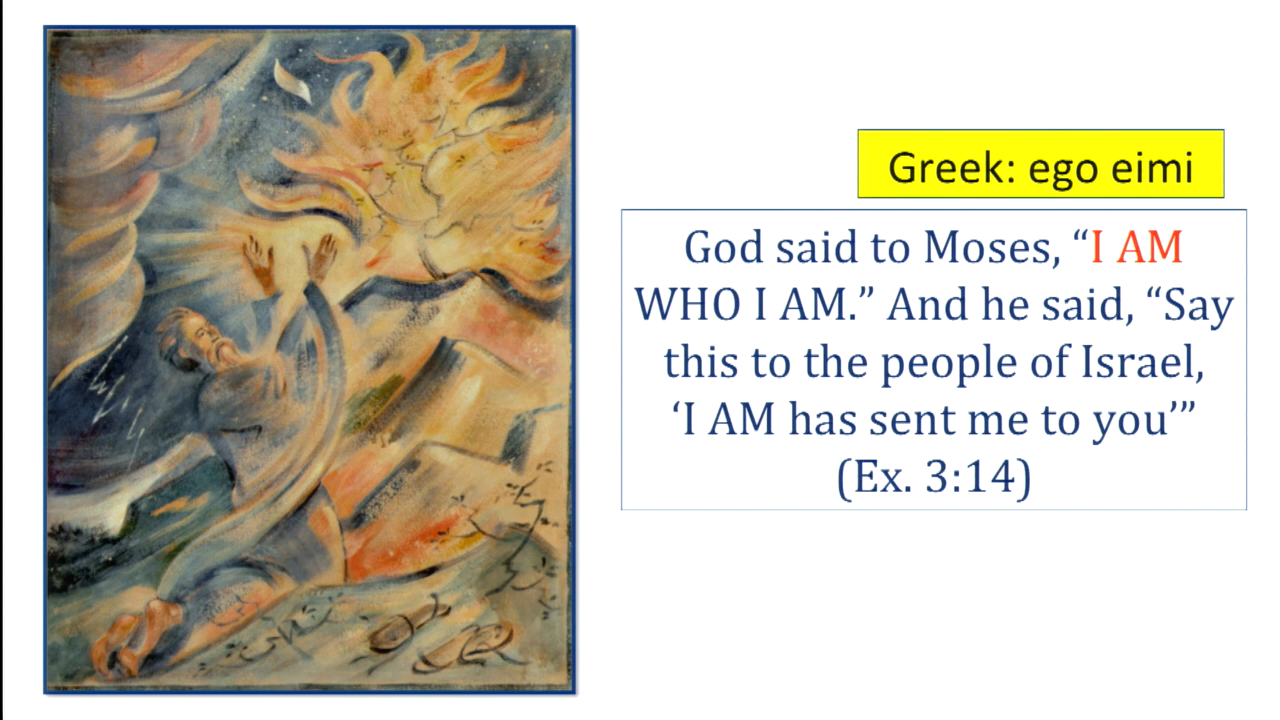 Greek: ego eimi
God said to Moses, “I AM
WHO I AM.” And he said, “Say
this to the people of Israel,
‘I AM has sent me to you’”
(Ex. 3:14)